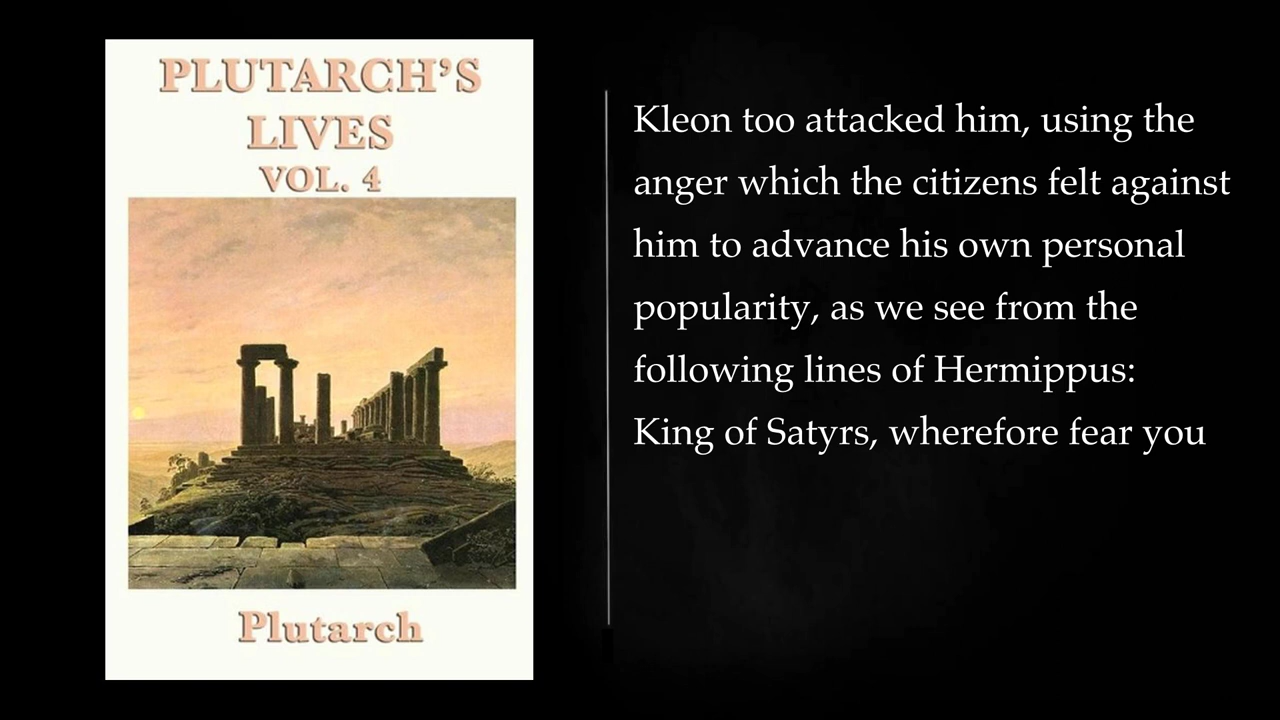 PLUTARCH'S
LIVES
VOL. 4
Plutarch
Kleon too attacked him, using the
anger which the citizens felt against
him to advance his own personal
popularity, as we see from the
following lines of Hermippus:
King of Satyrs, wherefore fear you